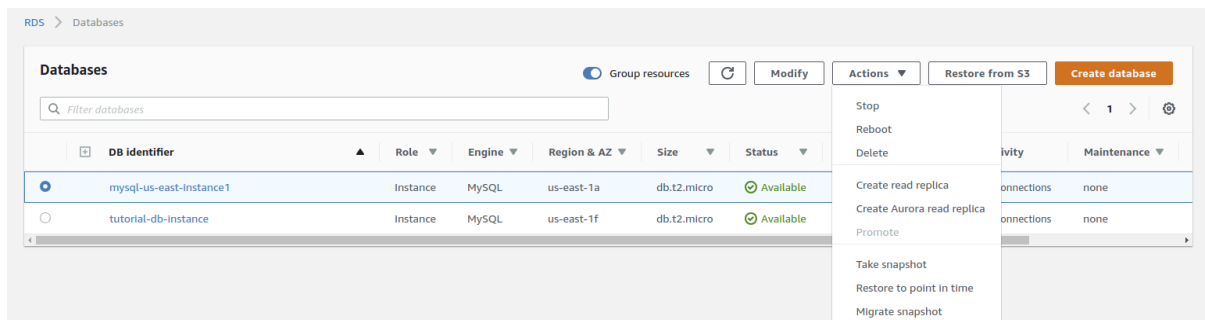 RDS > Databases
Databases
Group resources
Modify
Actions
Restore from S3
Create database
Filter databases
1
DB identifier Role Engine Region & AZ Size Status ivity Maintenance
mysql-us-east-instance1 Instance MySQL us-east-1a db.t2.micro Available onnections none
tutorial-db-instance Instance MySQL us-east-1f db.t2.micro Available onnections none
Stop
Reboot
Delete
Create read replica
Create Aurora read replica
Promote
Take snapshot
Restore to point in time
Migrate snapshot